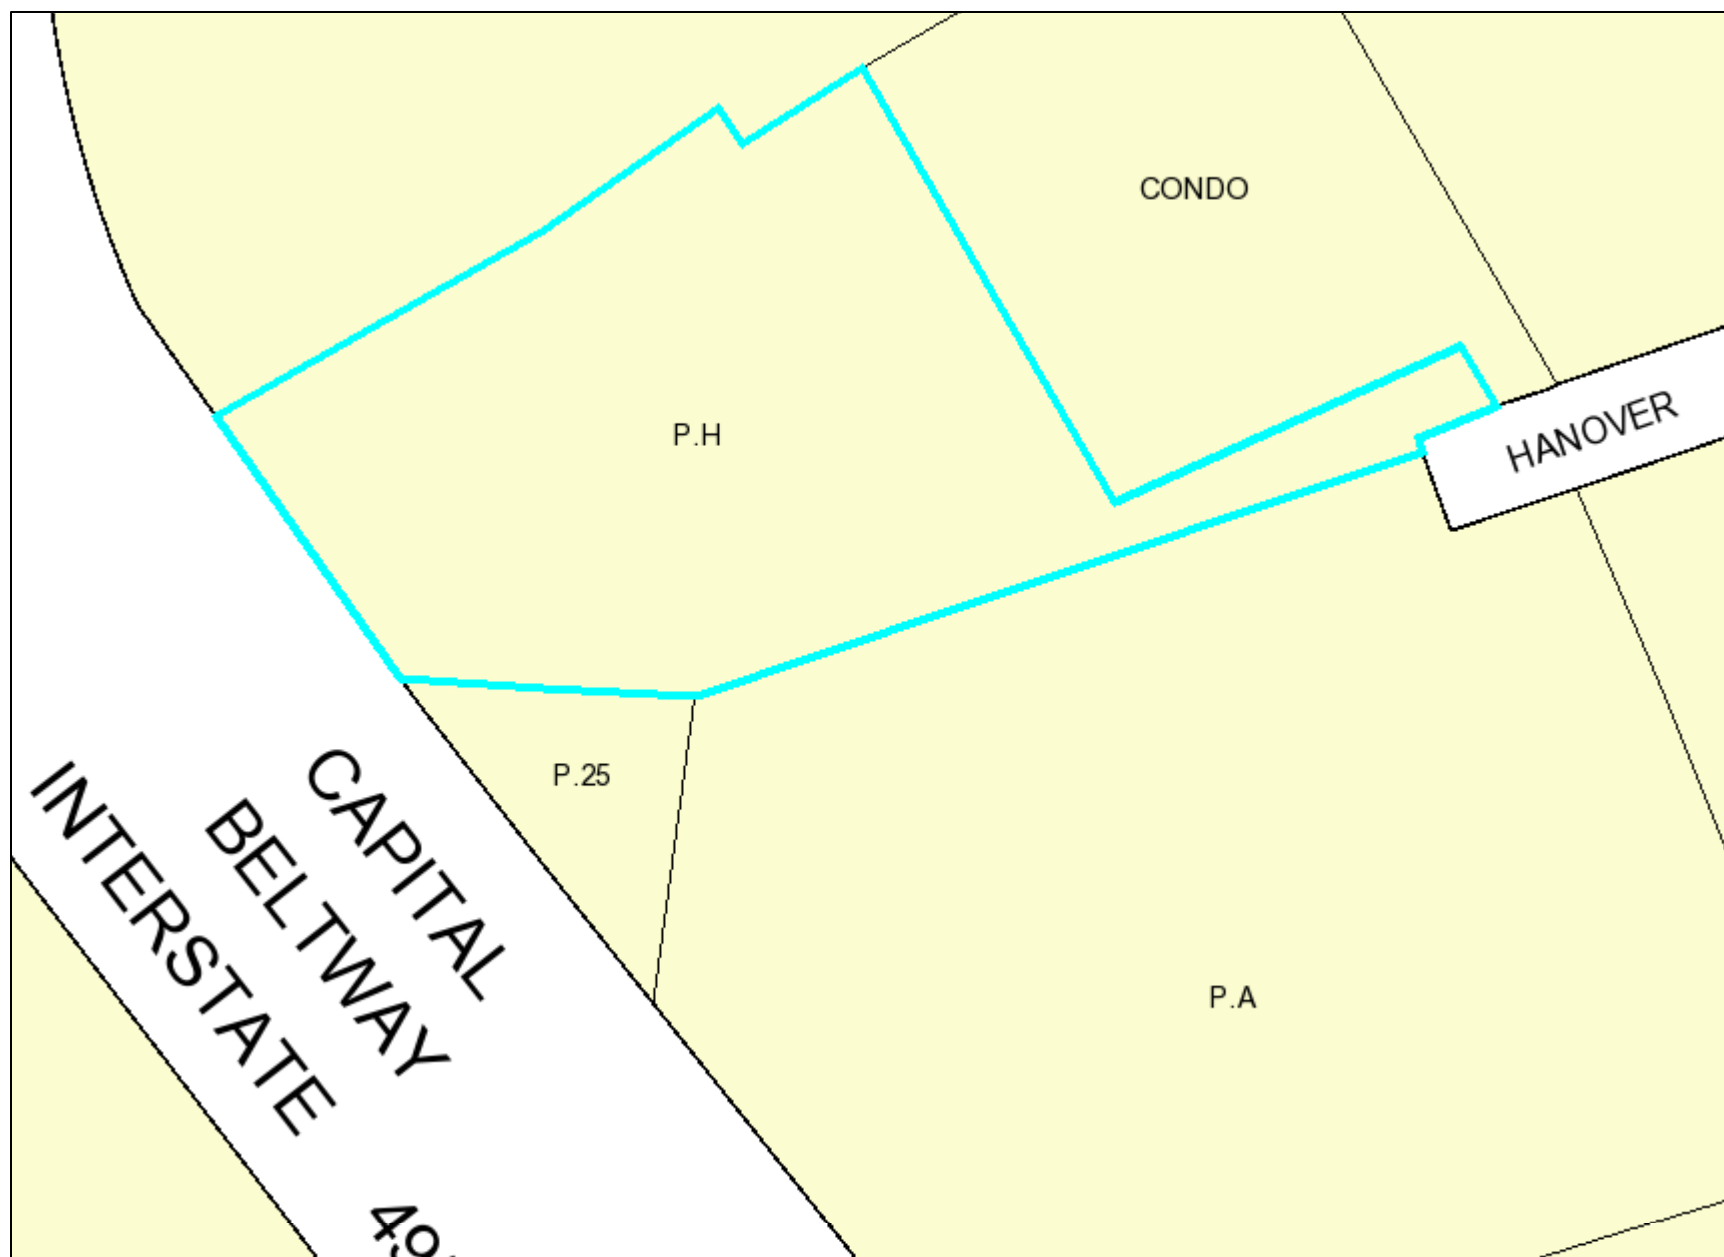 CONDO
HANOVER
P.H
P.25
CAPITAL
BELTWAY
INTERSTATE
P.A